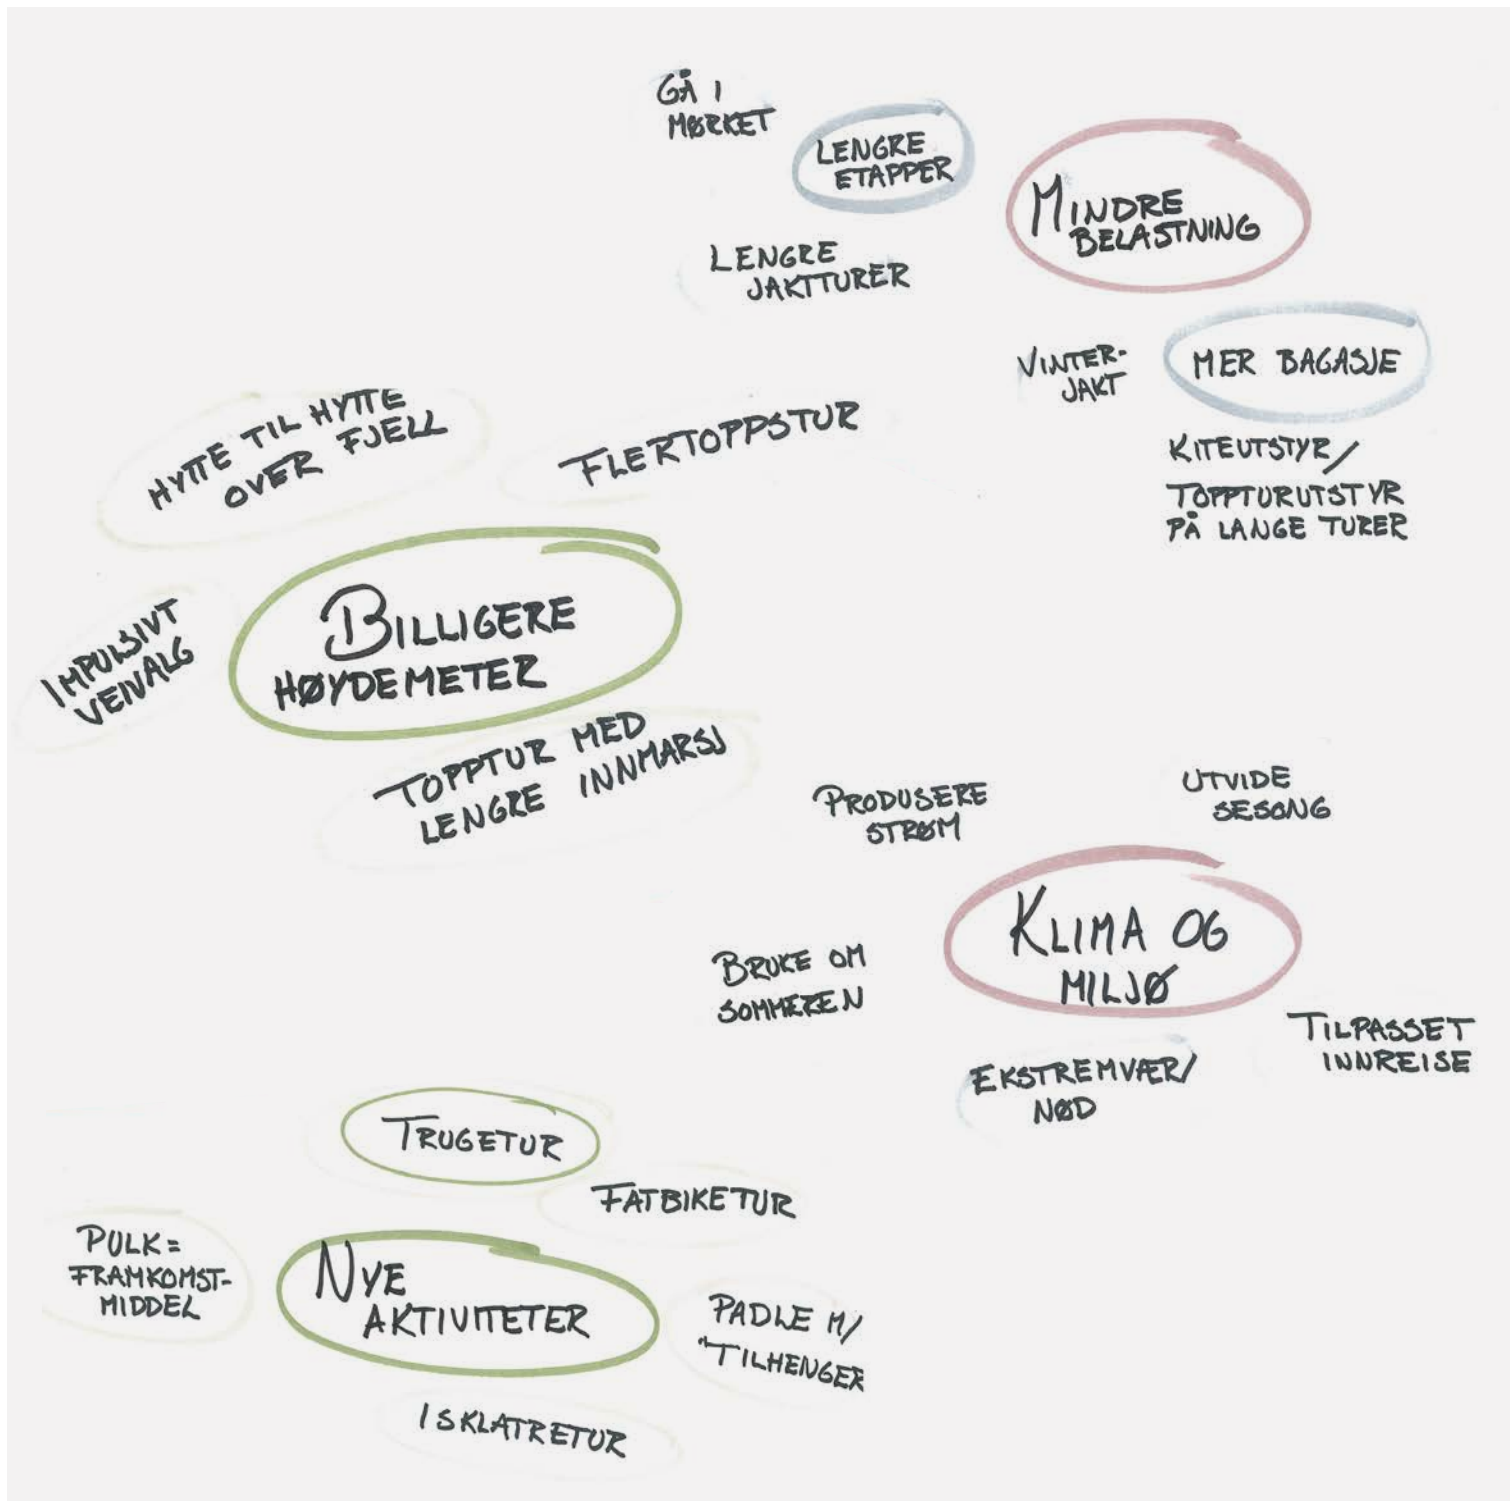 GÅ I
MØRKET
LENGRE
ETAPPER
MINDRE
BELASTNING
LENGRE
JAKTTURER
VINTER-
JAKT
MER BAGASJE
KITEUTSTYR/
TOPPTURUTSTYR
PÅ LANGE TURER
HYTTE TIL HYTTE
OVER FJELL
FLERTOPPSTUR
IMPULSIVT
VEIVALG
BILLIGERE
HØYDEMETER
TOPPTUR MED
LENGRE INNMARSJ
PRODUSERE
STRØM
UTVIDE
SESONG
KLIMA OG
MILJØ
BRUKE OM
SOMMEREN
EKSTREMVÆR/
NØD
TILPASSET
INNREISE
TRUGETUR
FATBIKETUR
PULK=
FRAMKOMST-
MIDDEL
NYE
AKTIVITETER
PADLE M/
"TILHENGER
ISKLATRETUR